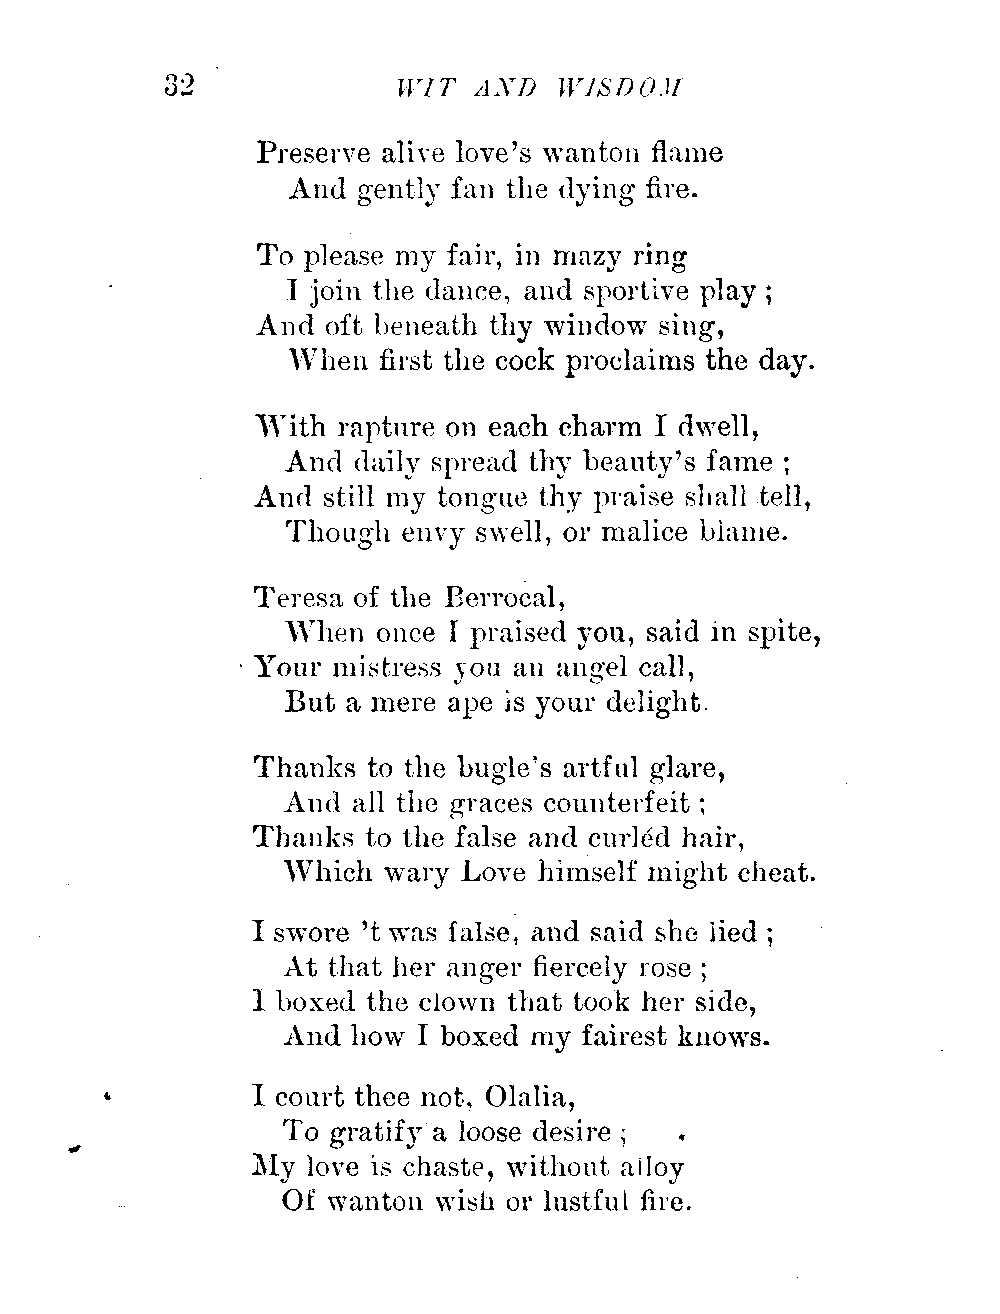 32 WIT AND WISDOM
Preserve alive love's wanton flame
And gently fan the dying fire.
To please my fair, in mazy ring
I join the dance, and sportive play ;
And oft beneath thy window sing,
When first the cock proclaims the day.
With rapture on each charm I dwell,
And daily spread thy beauty's fame ;
And still my tongue thy praise shall tell,
Though envy swell, or malice blame.
Teresa of the Berrocal,
When once I praised you, said in spite,
Your mistress you an angel call,
But a mere ape is your delight.
Thanks to the bugle's artful glare,
And all the graces counterfeit ;
Thanks to the false and curléd hair,
Which wary Love himself might cheat.
I swore 't was false, and said she lied ;
At that her anger fiercely rose ;
I boxed the clown that took her side,
And how I boxed my fairest knows.
I court thee not, Olalia,
To gratify a loose desire ;
My love is chaste, without alloy
Of wanton wish or lustful fire.